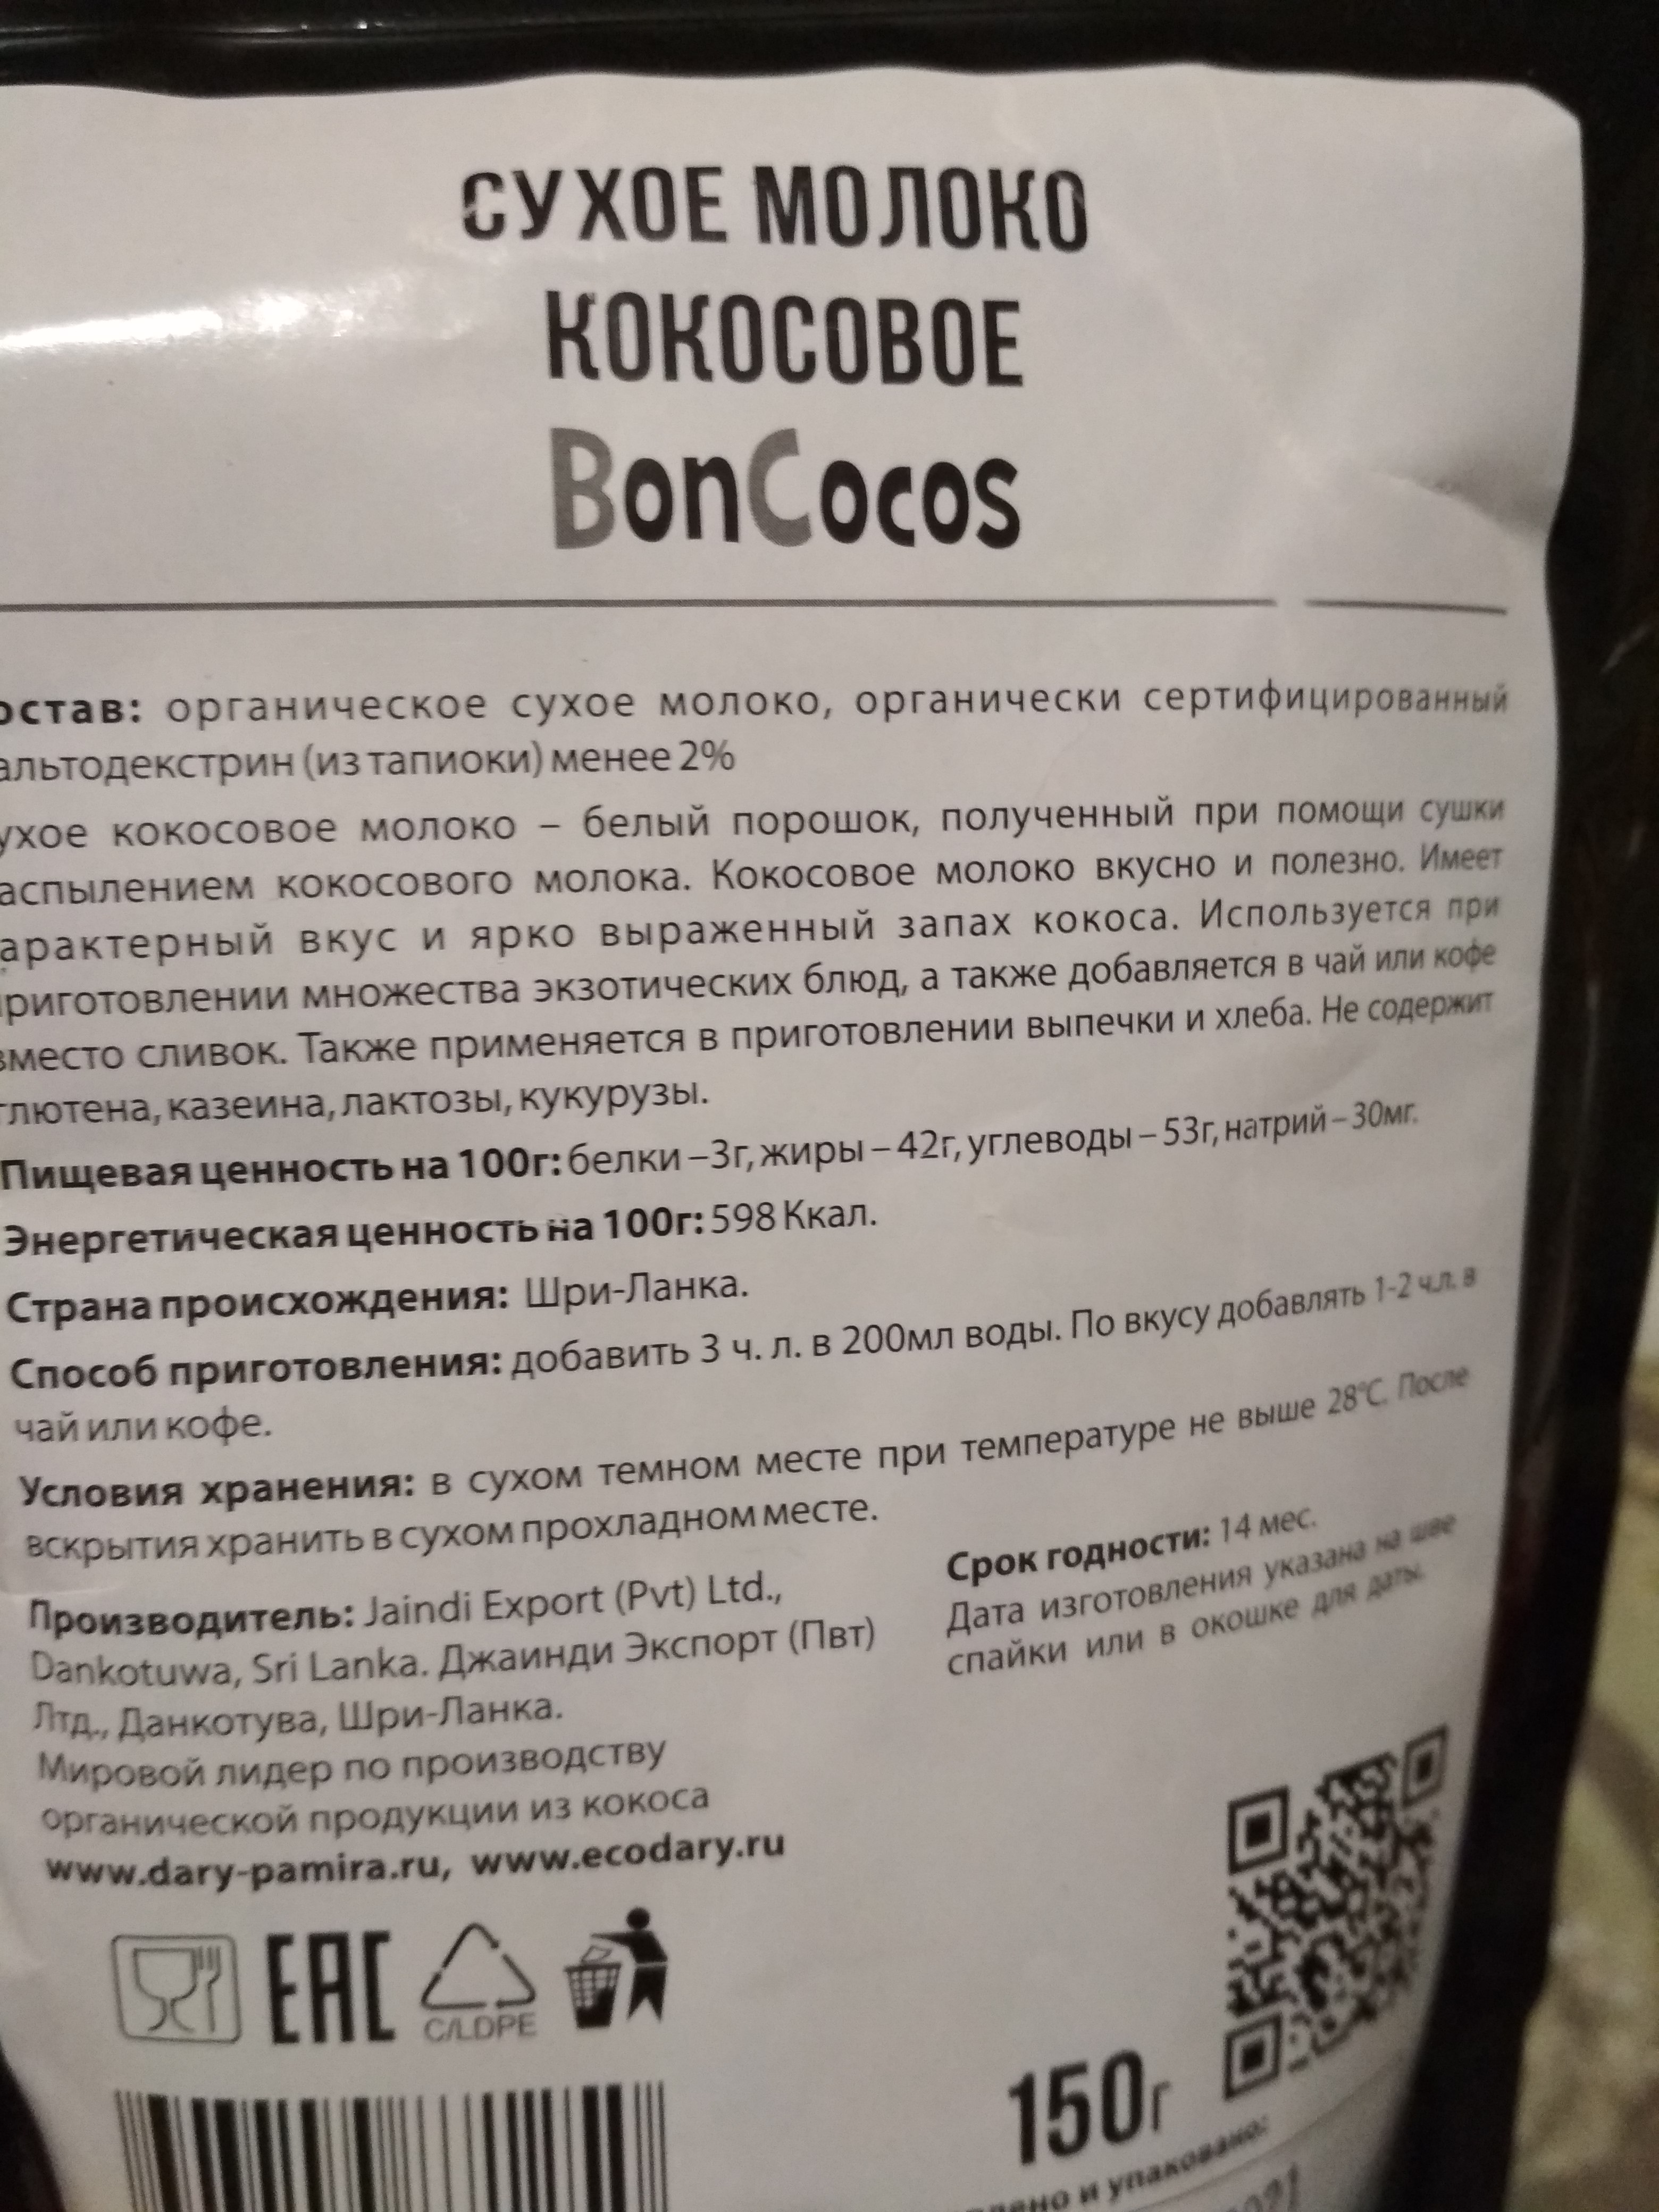 СУХОЕ МОЛОКО
КОКОСОВОЕ
BonCocos
остав: органическое сухое молоко, органически сертифицированный
альтодекстрин (из тапиоки) менее 2%
ухое кокосовое молоко – белый порошок, полученный при помощи сушки
аспылением кокосового молока. Кокосовое молоко вкусно и полезно. Имеет
арактерный вкус и ярко выраженный запах кокоса. Используется при
приготовлении множества экзотических блюд, а также добавляется в чай или кофе
вместо сливок. Также применяется в приготовлении выпечки и хлеба. Не содержит
глютена, казеина, лактозы, кукурузы.
Пищевая ценность на 100г: белки –3г, жиры – 42г, углеводы – 53г, натрий – 30мг.
Энергетическая ценность на 100г: 598 Ккал.
Страна происхождения: Шри-Ланка.
Способ приготовления: добавить 3 ч. л. в 200мл воды. По вкусу добавлять 1-2 ч.л. в
чай или кофе.
Условия хранения: в сухом темном месте при температуре не выше 28°С. После
вскрытия хранить в сухом прохладном месте.
Производитель: Jaindi Export (Pvt) Ltd.,
Dankotuwa, Sri Lanka. Джаинди Экспорт (Пвт)
Лтд., Данкотува, Шри-Ланка.
Мировой лидер по производству
органической продукции из кокоса
www.dary-pamira.ru, www.ecodary.ru
Срок годности: 14 мес.
Дата изготовления указана на шве
спайки или в окошке для даты.
EAC
C/LDPE
150г
и упаковано: